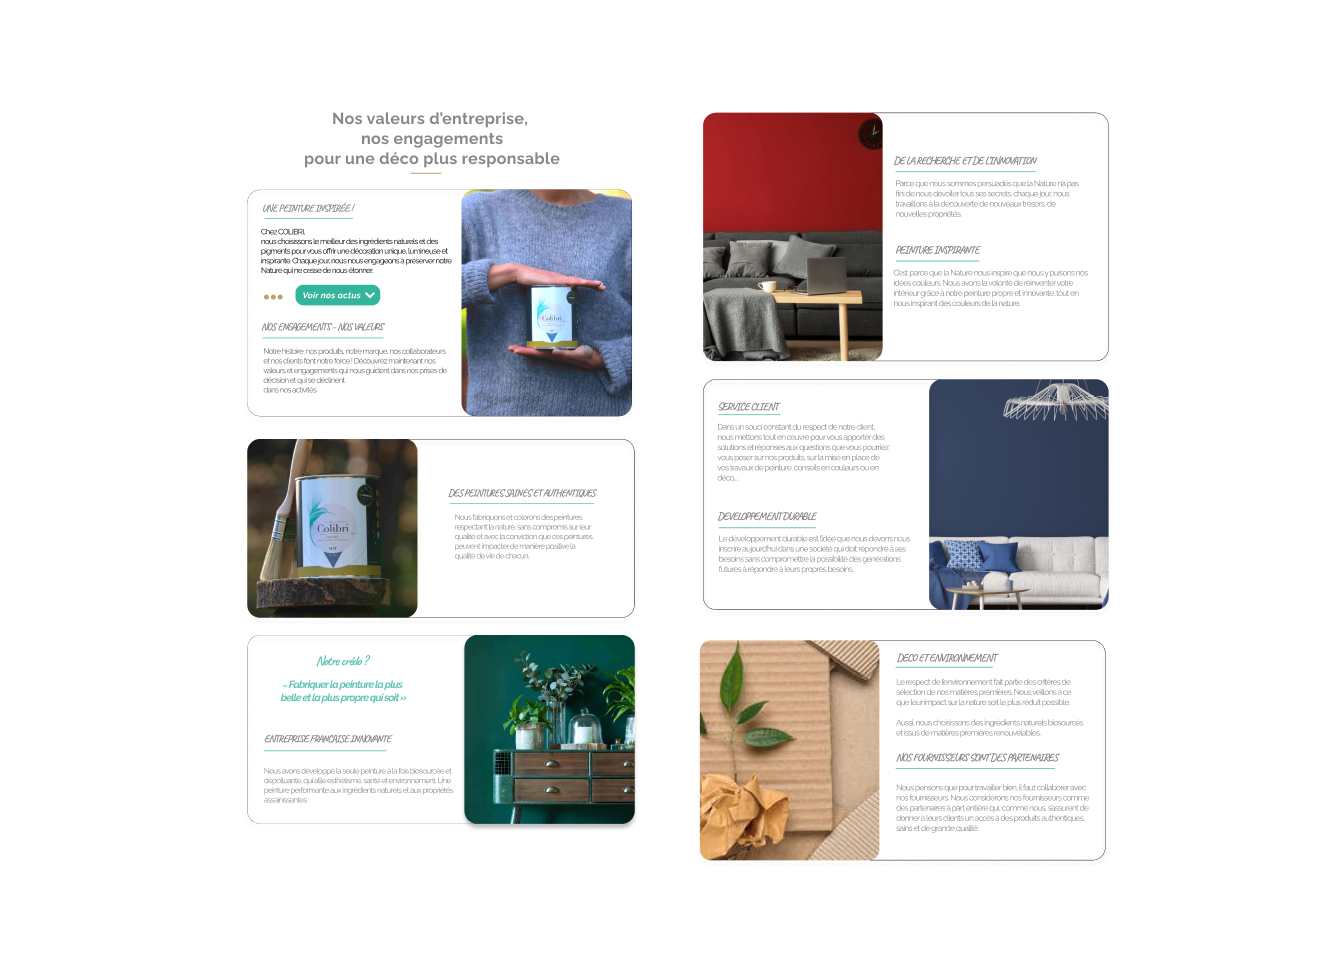 Nos valeurs d'entreprise,
nos engagements
pour une déco plus responsable
UNE PEINTURE INSPIRÉE !
Chez COLIBRI,
nous choisissons le meilleur des ingrédients naturels et des
pigments pour vous offrir une décoration unique, lumineuse et
inspirante. Chaque jour, nous nous engageons à préserver notre
Nature qui ne cesse de nous étonner.
Voir nos actus
NOS ENGAGEMENTS – NOS VALEURS
Notre histoire, nos produits, notre marque, nos collaborateurs
et nos clients font notre force ! Découvrez maintenant nos
valeurs et engagements qui nous guident dans nos prises de
décision et qui se déclinent
dans nos activités.
Colibri
Colibri
DES PEINTURES SAINES ET AUTHENTIQUES
Nous fabriquons et colorons des peintures
respectant la nature, sans compromis sur leur
qualité et avec la conviction que ces peintures
peuvent impacter de manière positive la
qualité de vie de chacun.
Notre crédo ?
« Fabriquer la peinture la plus
belle et la plus propre qui soit »
ENTREPRISE FRANCAISE INNOVANTE
Nous avons développé la seule peinture à la fois biosourcée et
dépolluante, qui allie esthétisme, santé et environnement. Une
peinture performante aux ingrédients naturels et aux propriétés
assainissantes
DE LA RECHERCHE ET DE L'INNOVATION
Parce que nous sommes persuadés que la Nature n'a pas
fini de nous dévoiler tous ses secrets, chaque jour, nous
travaillons à la découverte de nouveaux trésors, de
nouvelles propriétés.
PEINTURE INSPIRANTE
C'est parce que la Nature nous inspire que nous y puisons nos
idées couleurs. Nous avons la volonté de réinventer votre
intérieur grâce à notre peinture propre et innovante, tout en
nous inspirant des couleurs de la nature.
SERVICE CLIENT
Dans un souci constant du respect de notre client,
nous mettons tout en œuvre pour vous apporter des
solutions et réponses aux questions que vous pourriez
vous poser sur nos produits, sur la mise en place de
vos travaux de peinture, conseils en couleurs ou en
déco...
DEVELOPPEMENT DURABLE
Le développement durable est l'idée que nous devons nous
inscrire aujourd'hui dans une société qui doit répondre à ses
besoins sans compromettre la possibilité des générations
futures à répondre à leurs propres besoins.
DECO ET ENVIRONNEMENT
Le respect de l'environnement fait partie des critères de
sélection de nos matières premières. Nous veillons à ce
que leur impact sur la nature soit le plus réduit possible.
Aussi, nous choisissons des ingrédients naturels biosourcés
et issus de matières premières renouvelables.
NOS FOURNISSEURS SONT DES PARTENAIRES
Nous pensons que pour travailler bien, il faut collaborer avec
nos fournisseurs. Nous considérons nos fournisseurs comme
des partenaires à part entière qui, comme nous, s'assurent de
donner à leurs clients un accès à des produits authentiques,
sains et de grande qualité.